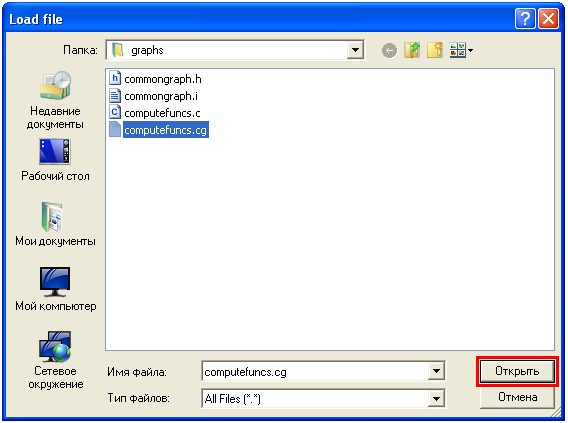 Load file
Папка: graphs
commongraph.h
commongraph.i
computefuncs.c
computefuncs.cg
Недавние
документы
Рабочий стол
Мои документы
Мой компьютер
Сетевое
окружение
Имя файла: computefuncs.cg Открыть
Тип файлов: All Files (*.*) Отмена